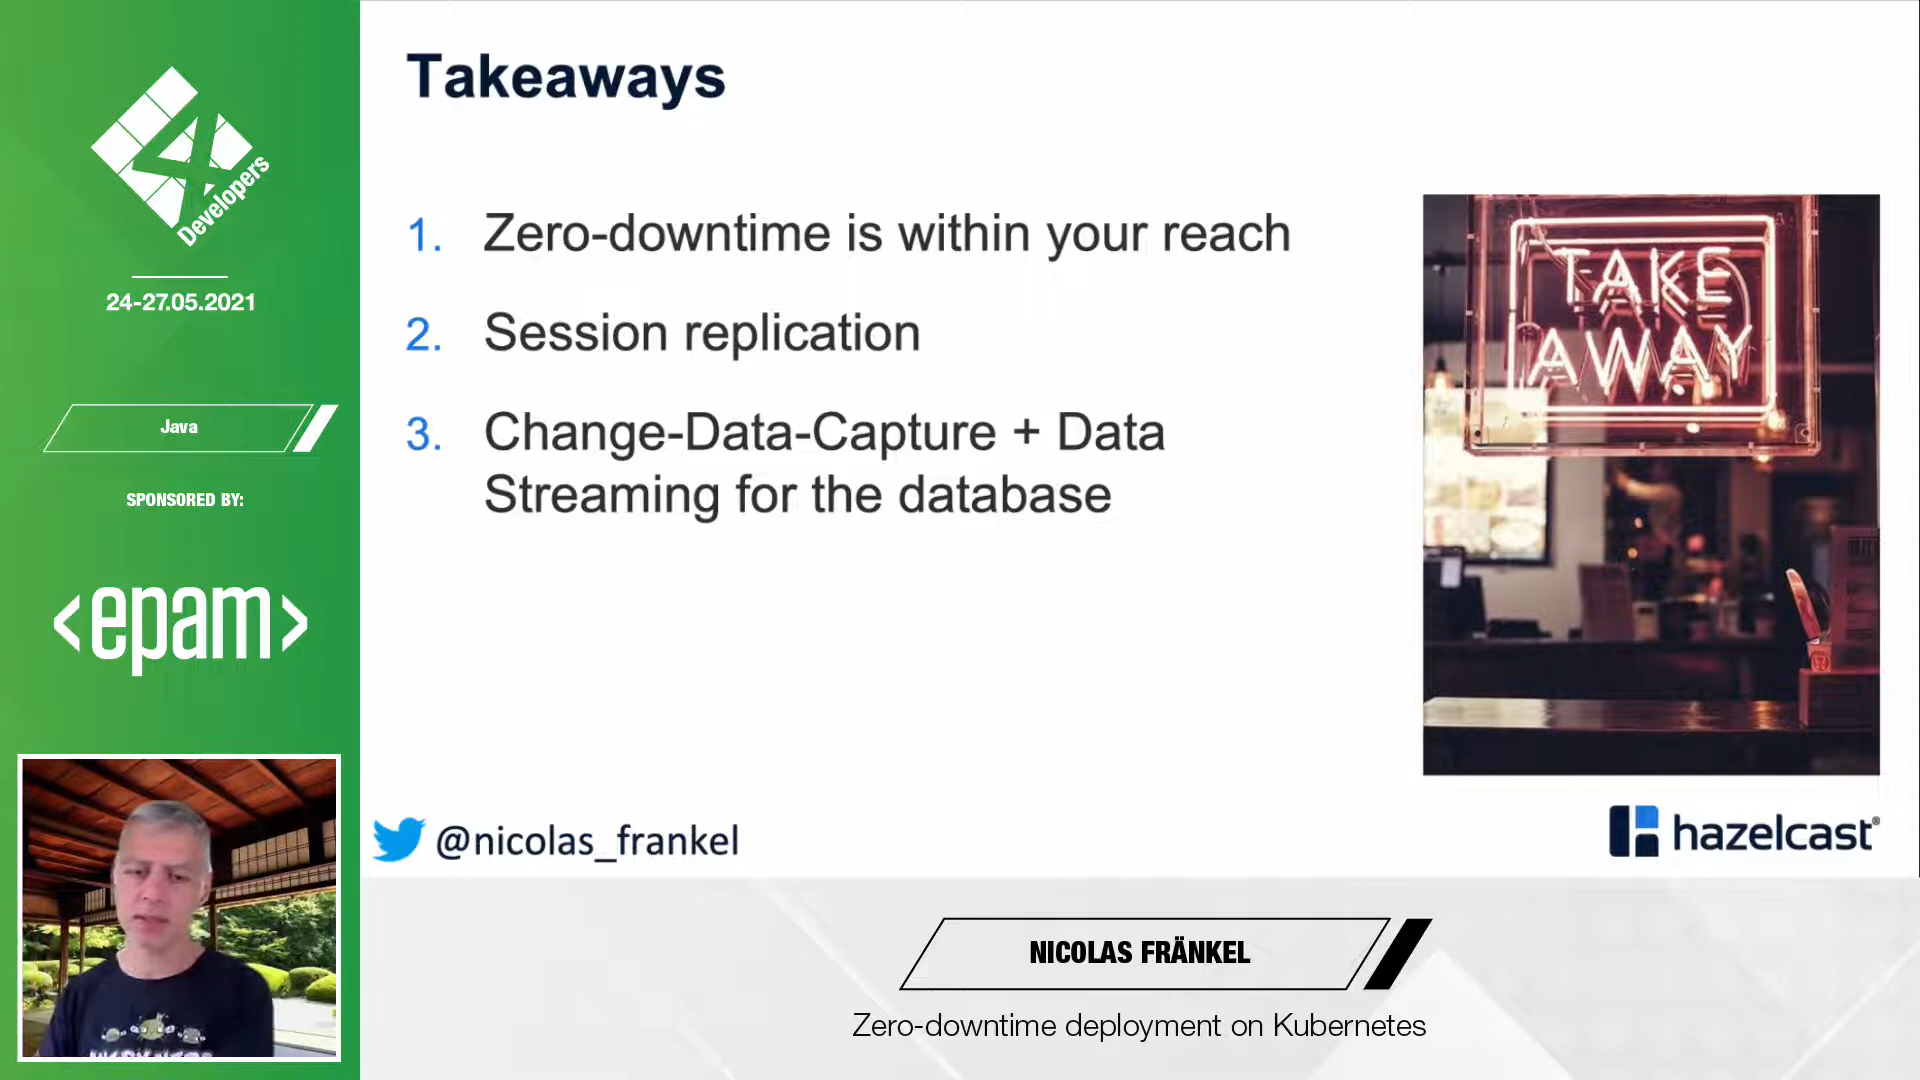 4
Developers
24-27.05.2021
Java
SPONSORED BY:
<epam>
Takeaways
1. Zero-downtime is within your reach
2. Session replication
3. Change-Data-Capture + Data
Streaming for the database
TAKE
AWAY
@nicolas_frankel
hazelcast®
NICOLAS FRÄNKEL
Zero-downtime deployment on Kubernetes